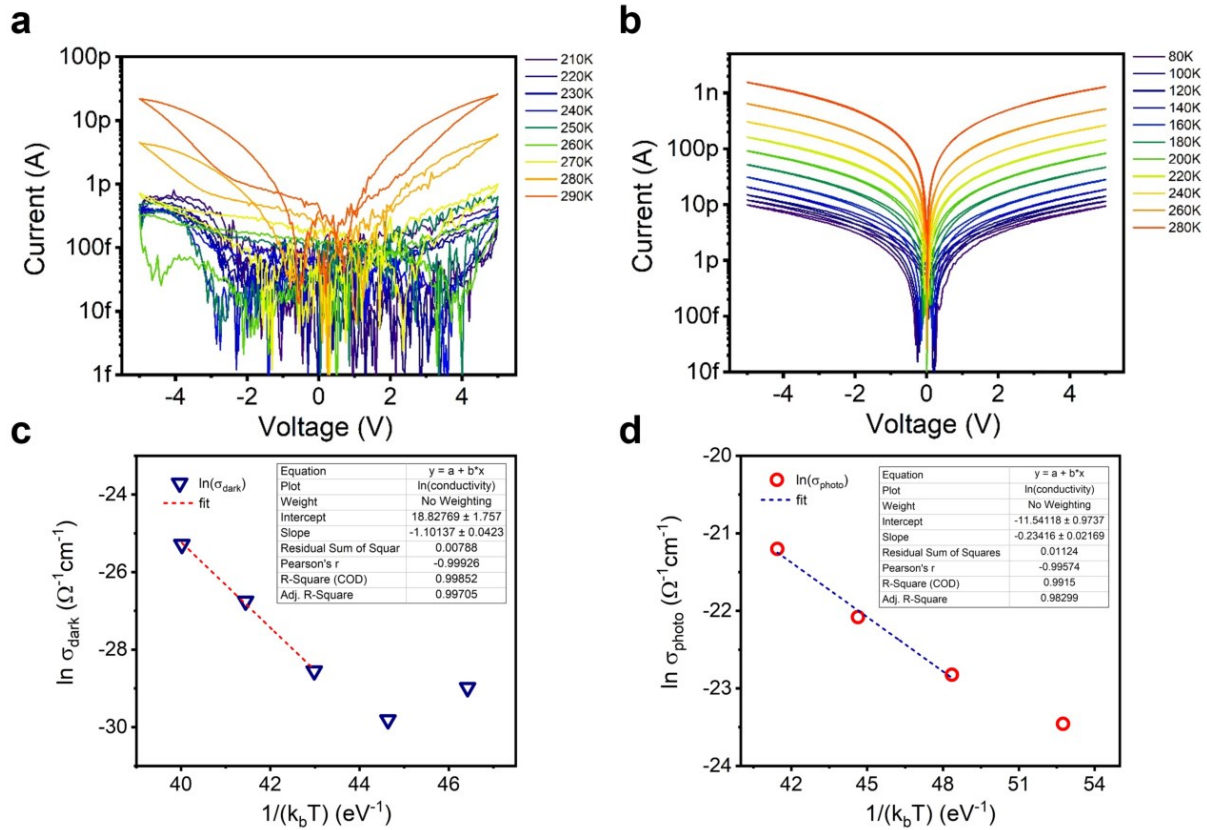 a
100p
10p
1p
100f
10f
1f
Current (A)
-4
-2
0
2
4
Voltage (V)
210K
220K
230K
240K
250K
260K
270K
280K
290K
b
1n
100p
10p
1p
100f
10f
Current (A)
-4
-2
0
2
4
Voltage (V)
80K
100K
120K
140K
160K
180K
200K
220K
240K
260K
280K
c
-24
-26
-28
-30
ln σdark (Ω-1cm-1)
40
42
44
46
1/(kbT) (eV-1)
ln(σdark)
fit
Equation y = a + b*x
Plot ln(conductivity)
Weight No Weighting
Intercept 18.82769 ± 1.757
Slope -1.10137 ± 0.0423
Residual Sum of Squar 0.00788
Pearson's r -0.99926
R-Square (COD) 0.99852
Adj. R-Square 0.99705
d
-20
-21
-22
-23
-24
ln σphoto (Ω-1cm-1)
42
45
48
51
54
1/(kbT) (eV-1)
ln(σphoto)
fit
Equation y = a + b*x
Plot ln(conductivity)
Weight No Weighting
Intercept -11.54118 ± 0.9737
Slope -0.23416 ± 0.02169
Residual Sum of Squares 0.01124
Pearson's r -0.99574
R-Square (COD) 0.9915
Adj. R-Square 0.98299